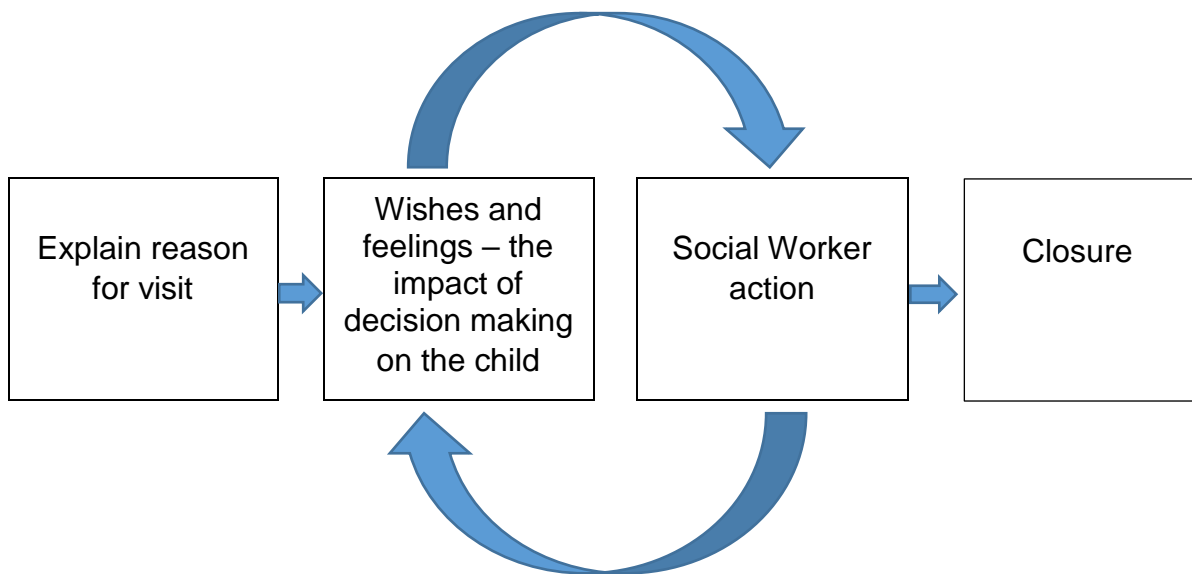 Explain reason
for visit
Wishes and
feelings – the
impact of
decision making
on the child
Social Worker
action
Closure